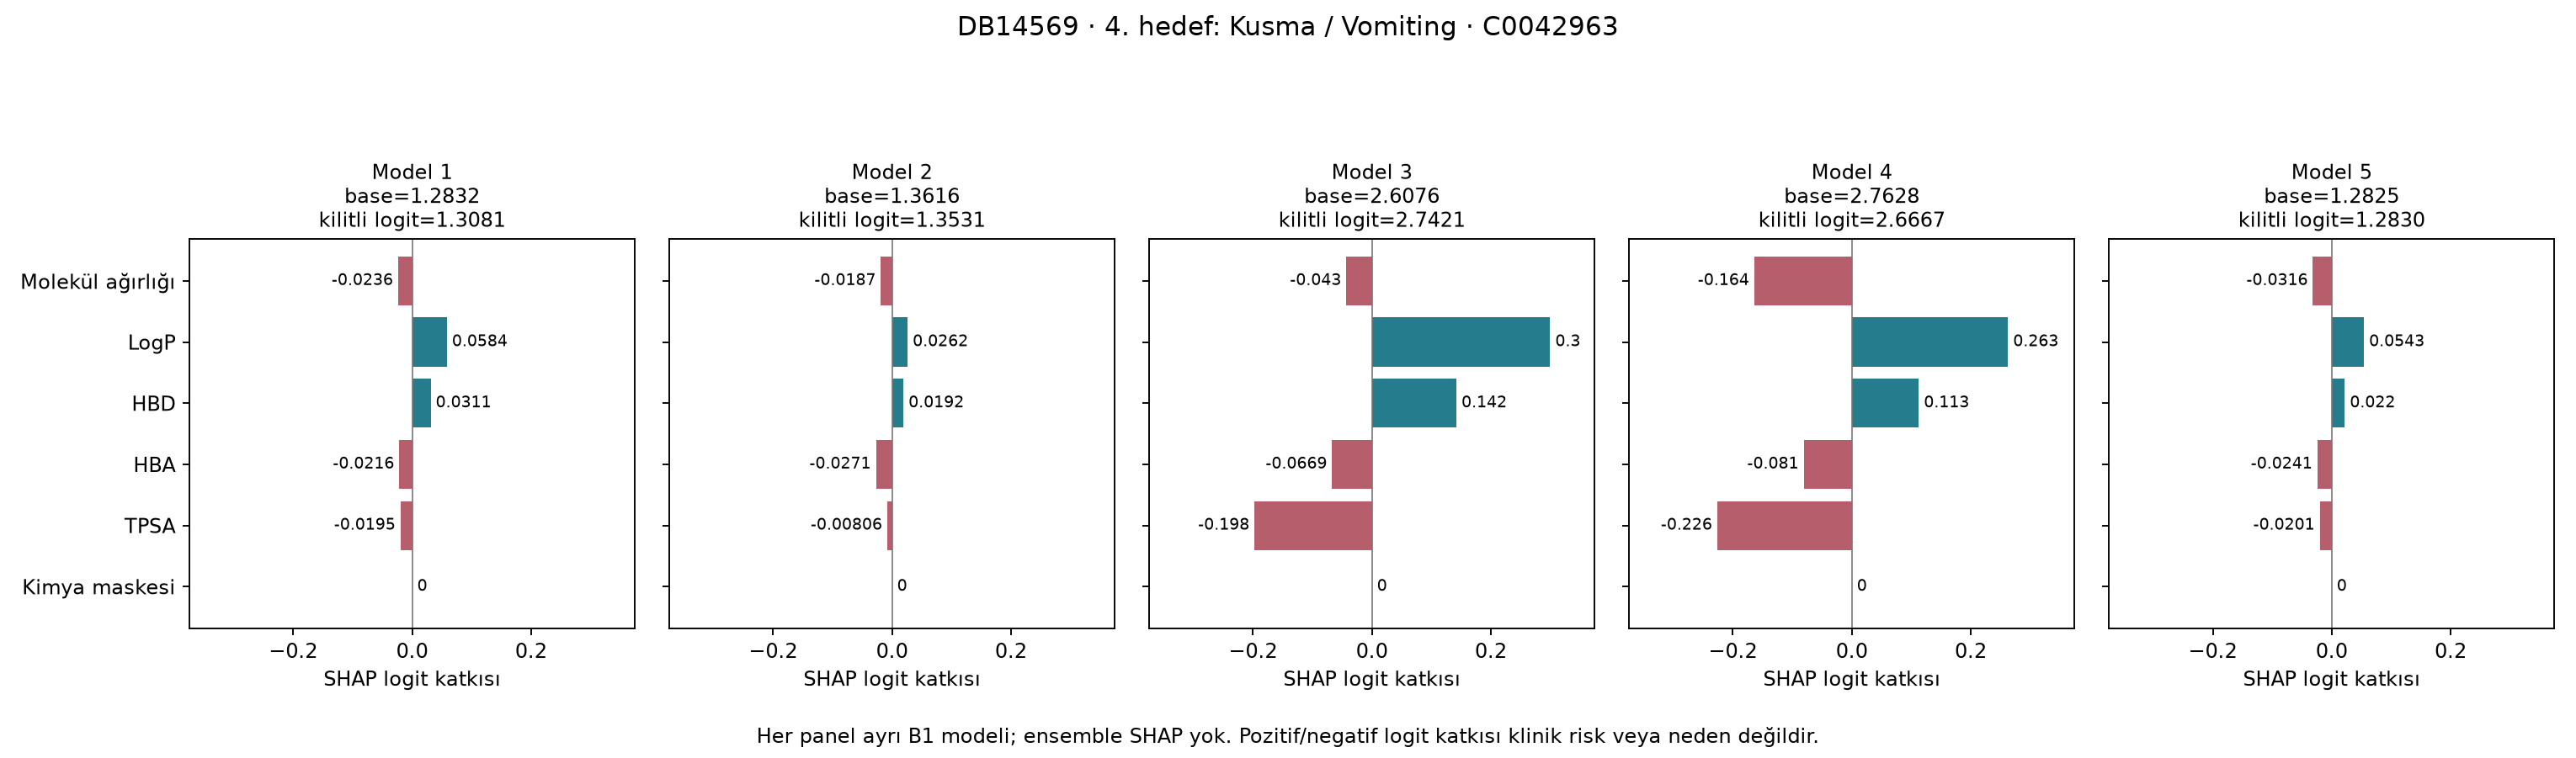 DB14569 · 4. hedef: Kusma / Vomiting · C0042963
Model 1
base=1.2832
kilitli logit=1.3081
Model 2
base=1.3616
kilitli logit=1.3531
Model 3
base=2.6076
kilitli logit=2.7421
Model 4
base=2.7628
kilitli logit=2.6667
Model 5
base=1.2825
kilitli logit=1.2830
Molekül ağırlığı
-0.0236
-0.0187
-0.043
-0.164
-0.0316
LogP
0.0584
0.0262
0.3
0.263
0.0543
HBD
0.0311
0.0192
0.142
0.113
0.022
HBA
-0.0216
-0.0271
-0.0669
-0.081
-0.0241
TPSA
-0.0195
-0.00806
-0.198
-0.226
-0.0201
Kimya maskesi
0
0
0
0
0
−0.2 0.0 0.2
−0.2 0.0 0.2
−0.2 0.0 0.2
−0.2 0.0 0.2
−0.2 0.0 0.2
SHAP logit katkısı
SHAP logit katkısı
SHAP logit katkısı
SHAP logit katkısı
SHAP logit katkısı
Her panel ayrı B1 modeli; ensemble SHAP yok. Pozitif/negatif logit katkısı klinik risk veya neden değildir.